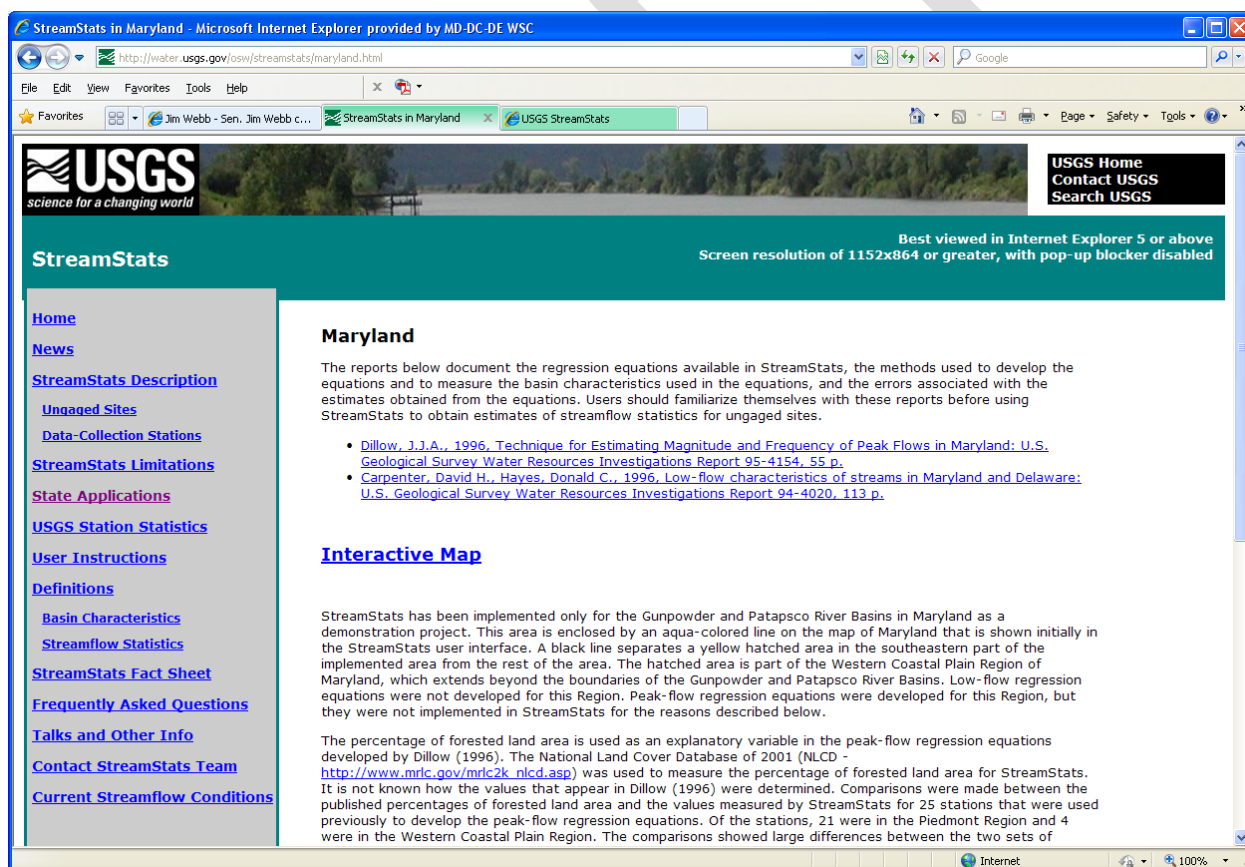 StreamStats in Maryland - Microsoft Internet Explorer provided by MD-DC-DE WSC
http://water.usgs.gov/osw/streamstats/maryland.html
Google
File Edit View Favorites Tools Help
Favorites
Jim Webb - Sen. Jim Webb c...
StreamStats in Maryland
USGS StreamStats
Page
Safety
Tools
USGS
science for a changing world
USGS Home
Contact USGS
Search USGS
StreamStats
Best viewed in Internet Explorer 5 or above
Screen resolution of 1152x864 or greater, with pop-up blocker disabled
Home
News
StreamStats Description
Ungaged Sites
Data-Collection Stations
StreamStats Limitations
State Applications
USGS Station Statistics
User Instructions
Definitions
Basin Characteristics
Streamflow Statistics
StreamStats Fact Sheet
Frequently Asked Questions
Talks and Other Info
Contact StreamStats Team
Current Streamflow Conditions
Maryland
The reports below document the regression equations available in StreamStats, the methods used to develop the
equations and to measure the basin characteristics used in the equations, and the errors associated with the
estimates obtained from the equations. Users should familiarize themselves with these reports before using
StreamStats to obtain estimates of streamflow statistics for ungaged sites.
• Dillow, J.J.A., 1996, Technique for Estimating Magnitude and Frequency of Peak Flows in Maryland: U.S.
Geological Survey Water Resources Investigations Report 95-4154, 55 p.
• Carpenter, David H., Hayes, Donald C., 1996, Low-flow characteristics of streams in Maryland and Delaware:
U.S. Geological Survey Water Resources Investigations Report 94-4020, 113 p.
Interactive Map
StreamStats has been implemented only for the Gunpowder and Patapsco River Basins in Maryland as a
demonstration project. This area is enclosed by an aqua-colored line on the map of Maryland that is shown initially in
the StreamStats user interface. A black line separates a yellow hatched area in the southeastern part of the
implemented area from the rest of the area. The hatched area is part of the Western Coastal Plain Region of
Maryland, which extends beyond the boundaries of the Gunpowder and Patapsco River Basins. Low-flow regression
equations were not developed for this Region. Peak-flow regression equations were developed for this Region, but
they were not implemented in StreamStats for the reasons described below.
The percentage of forested land area is used as an explanatory variable in the peak-flow regression equations
developed by Dillow (1996). The National Land Cover Database of 2001 (NLCD -
http://www.mrlc.gov/mrlc2k_nlcd.asp) was used to measure the percentage of forested land area for StreamStats.
It is not known how the values that appear in Dillow (1996) were determined. Comparisons were made between the
published percentages of forested land area and the values measured by StreamStats for 25 stations that were used
previously to develop the peak-flow regression equations. Of the stations, 21 were in the Piedmont Region and 4
were in the Western Coastal Plain Region. The comparisons showed large differences between the two sets of
Internet
100%